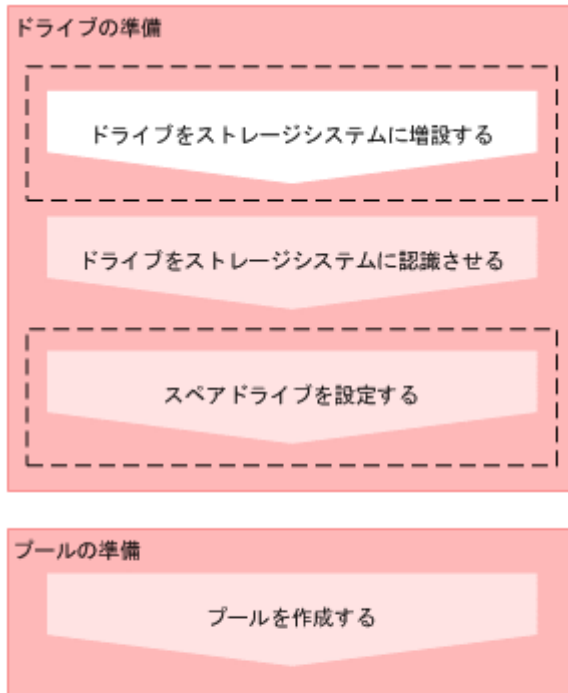 ドライブの準備
ドライブをストレージシステムに増設する
ドライブをストレージシステムに認識させる
スペアドライブを設定する
プールの準備
プールを作成する